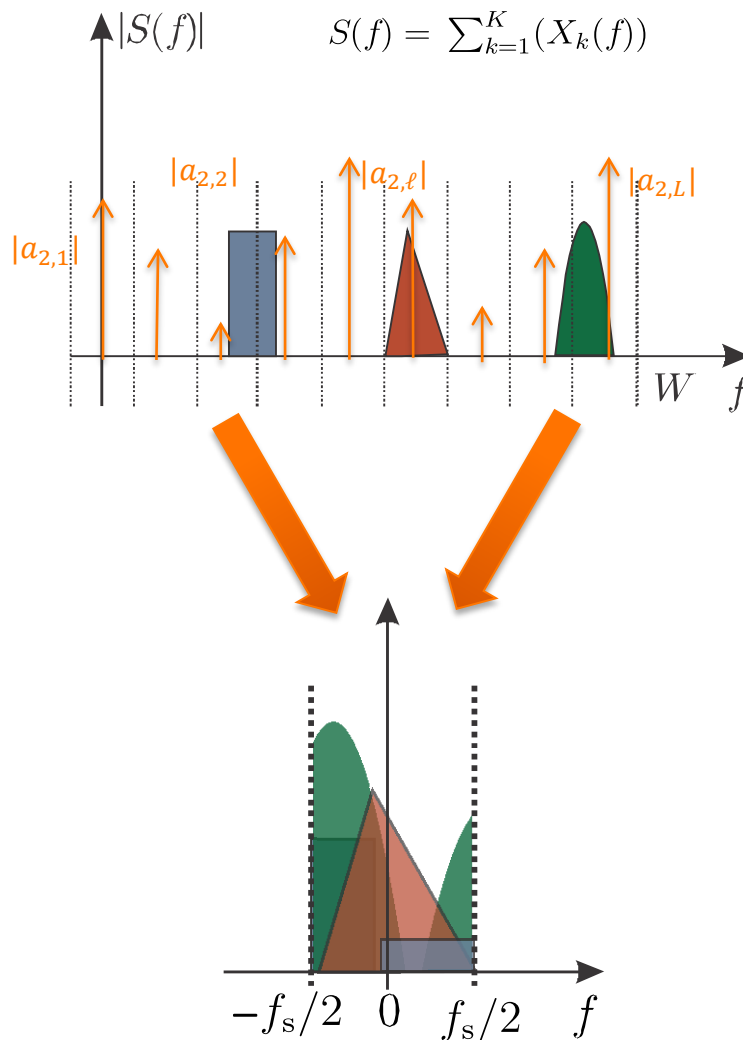 |S(f)| S(f) = ∑_{k=1}^{K}(X_k(f))
|a_{2,2}| |a_{2,ℓ}| |a_{2,L}|
|a_{2,1}|
W f
−f_s/2 0 f_s/2 f